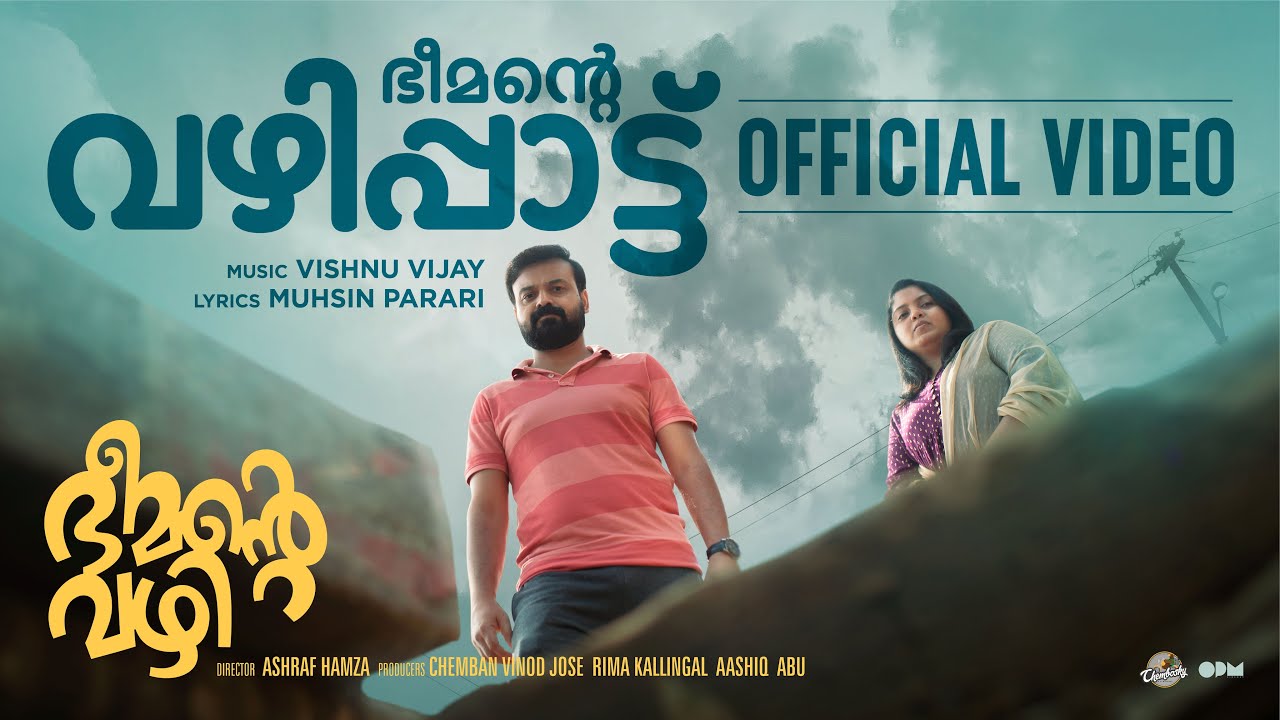 ഭീമന്റെ
വഴിപ്പാട്ട്
OFFICIAL VIDEO
MUSIC VISHNU VIJAY
LYRICS MUHSIN PARARI
ഭീമന്റെ
വഴി
DIRECTOR ASHRAF HAMZA PRODUCERS CHEMBAN VINOD JOSE RIMA KALLINGAL AASHIQ ABU
Chembosky
OPM